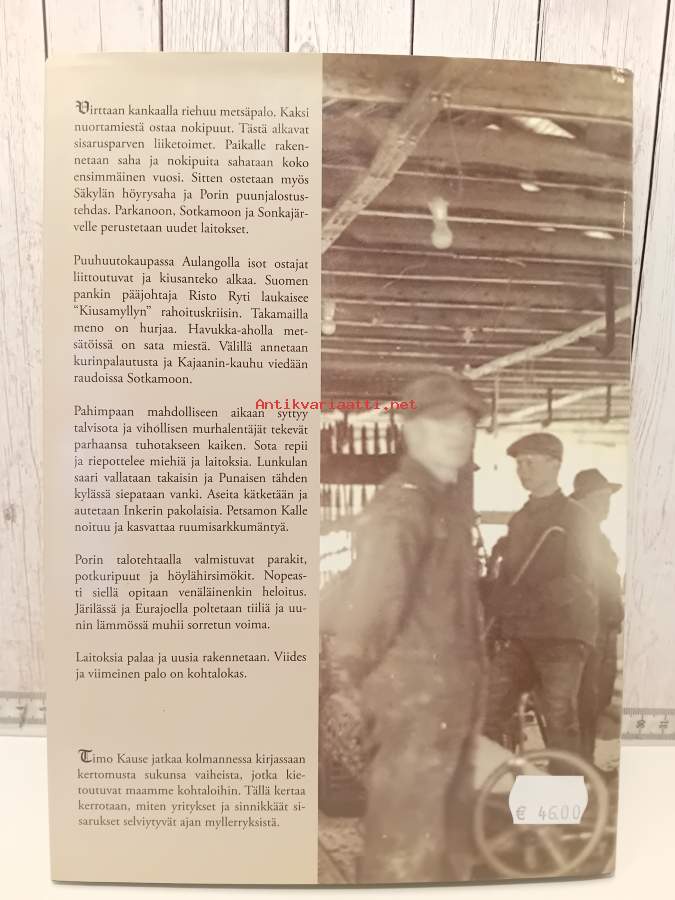 Virttaan kankaalla riehuu metsäpalo. Kaksi
nuortamiestä ostaa nokipuut. Tästä alkavat
sisarusparven liiketoimet. Paikalle raken-
netaan saha ja nokipuita sahataan koko
ensimmäinen vuosi. Sitten ostetaan myös
Säkylän höyrysaha ja Porin puunjalostus-
tehdas. Parkanoon, Sotkamoon ja Sonkajär-
velle perustetaan uudet laitokset.
Puuhuutokaupassa Aulangolla isot ostajat
liittoutuvat ja kiusanteko alkaa. Suomen
pankin pääjohtaja Risto Ryti laukaisee
“Kiusamyllyn” rahoituskriisin. Takamailla
meno on hurjaa. Havukka-aholla met-
sätöissä on sata miestä. Välillä annetaan
kurinpalautusta ja Kajaanin-kauhu viedään
raudoissa Sotkamoon.
Pahimpaan mahdolliseen aikaan syttyy
talvisota ja vihollisen murhalentäjät tekevät
parhaansa tuhotakseen kaiken. Sota repii
ja riepottelee miehiä ja laitoksia. Lunkulan
saari vallataan takaisin ja Punaisen tähden
kylässä siepataan vanki. Aseita kätketään ja
autetaan Inkerin pakolaisia. Petsamon Kalle
noituu ja kasvattaa ruumisarkkumäntyä.
Porin talotehtaalla valmistuvat parakit,
potkuripuut ja höylähirsimökit. Nopeas-
ti siellä opitaan venäläinenkin heloitus.
Järilässä ja Eurajoella poltetaan tiiliä ja uu-
nin lämmössä muhii sorretun voima.
Laitoksia palaa ja uusia rakennetaan. Viides
ja viimeinen palo on kohtalokas.
Timo Kause jatkaa kolmannessa kirjassaan
kertomusta sukunsa vaiheista, jotka kie-
toutuvat maamme kohtaloihin. Tällä kertaa
kerrotaan, miten yritykset ja sinnikkäät si-
sarukset selviytyvät ajan myllerryksistä.
Antikvariaatti.net
€ 46.00
7